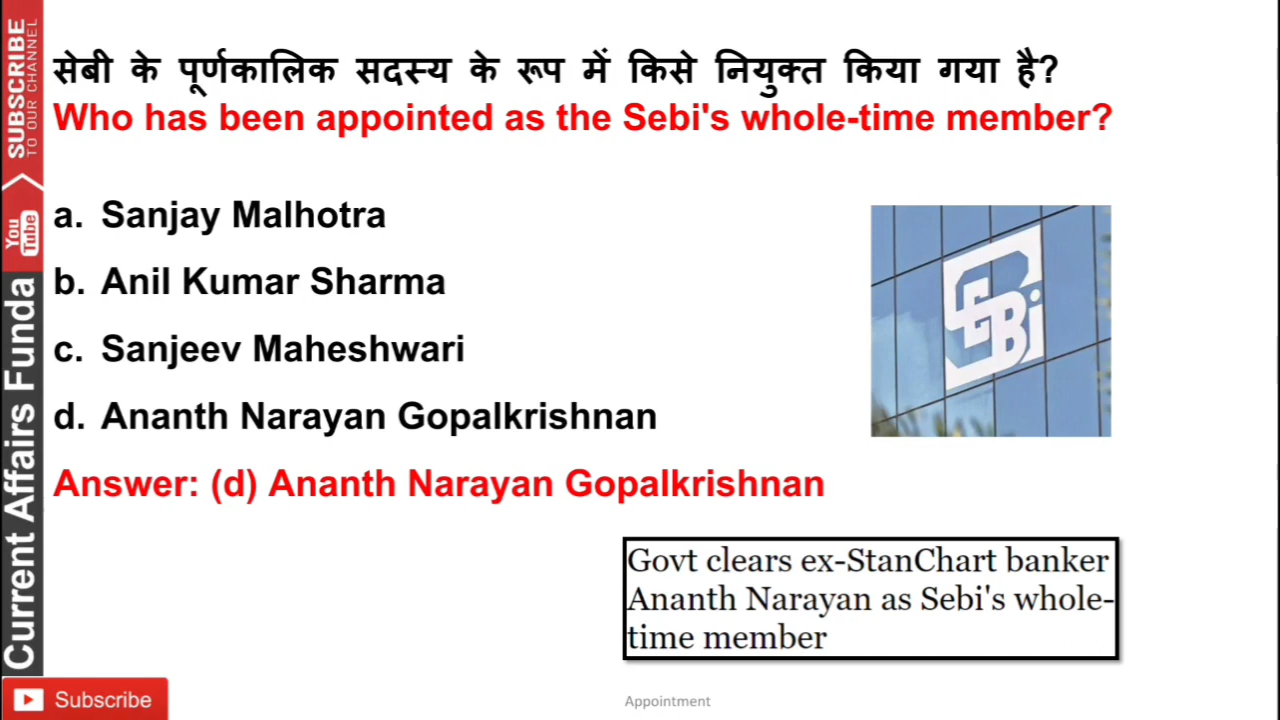 सेबी के पूर्णकालिक सदस्य के रूप में किसे नियुक्त किया गया है?
Who has been appointed as the Sebi's whole-time member?
a. Sanjay Malhotra
b. Anil Kumar Sharma
c. Sanjeev Maheshwari
d. Ananth Narayan Gopalkrishnan
Answer: (d) Ananth Narayan Gopalkrishnan
SEBi
Govt clears ex-StanChart banker
Ananth Narayan as Sebi's whole-
time member
Appointment
SUBSCRIBE
TO OUR CHANNEL
You
Tube
Current Affairs Funda
Subscribe